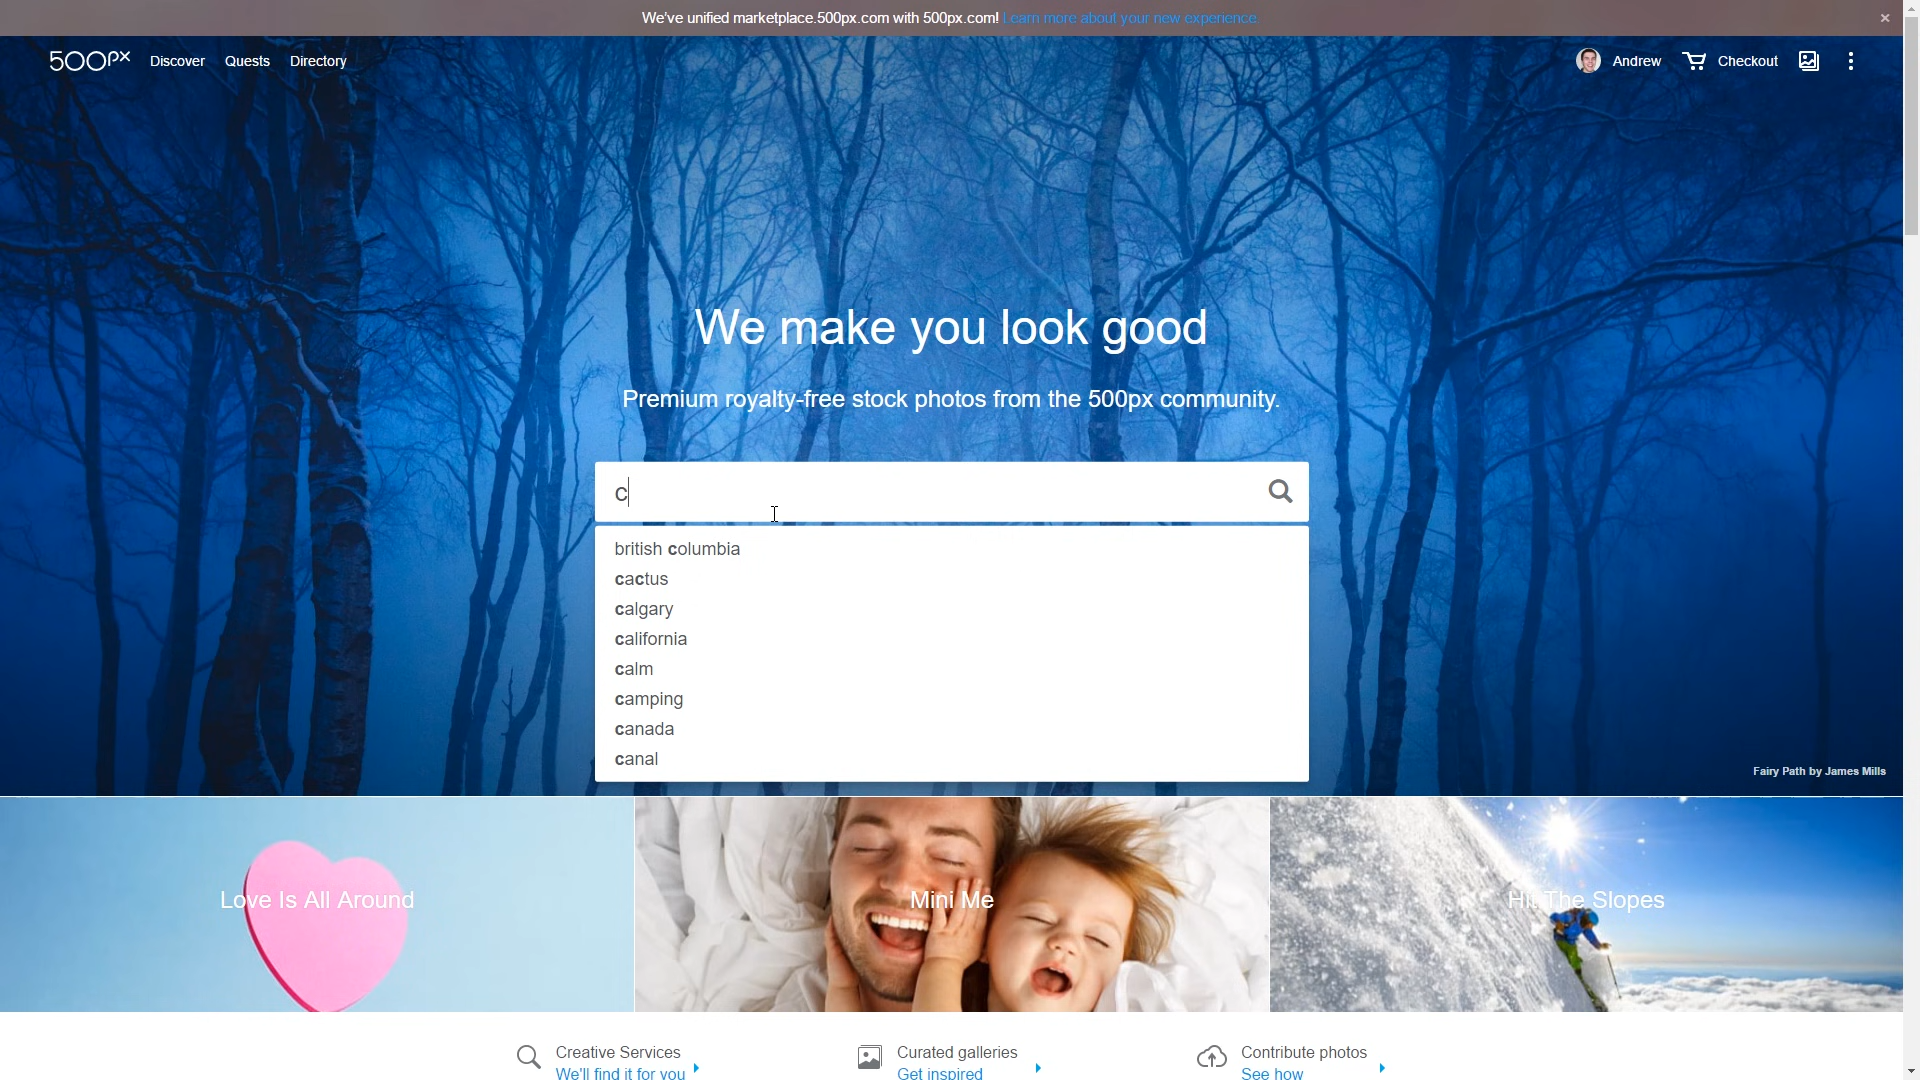 We've unified marketplace.500px.com with 500px.com! Learn more about your new experience.
500px Discover Quests Directory
Andrew Checkout
We make you look good
Premium royalty-free stock photos from the 500px community.
c
british columbia
cactus
calgary
california
calm
camping
canada
canal
Fairy Path by James Mills
Love Is All Around
Mini Me
Hit The Slopes
Creative Services
We'll find it for you
Curated galleries
Get inspired
Contribute photos
See how